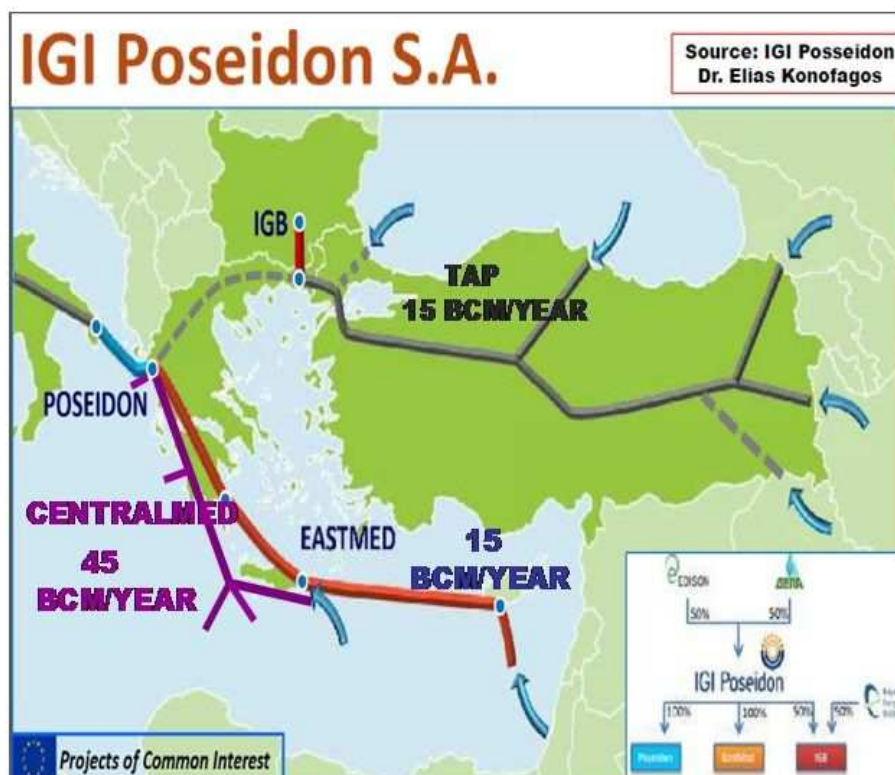 IGI Poseidon S.A.
Source: IGI Posseidon
Dr. Elias Konofagos
IGB
TAP
15 BCM/YEAR
POSEIDON
CENTRALMED
45
BCM/YEAR
EASTMED
15
BCM/YEAR
EDISON
50%
50%
IGI Poseidon
100%
100%
50%
50%
IGB
Projects of Common Interest